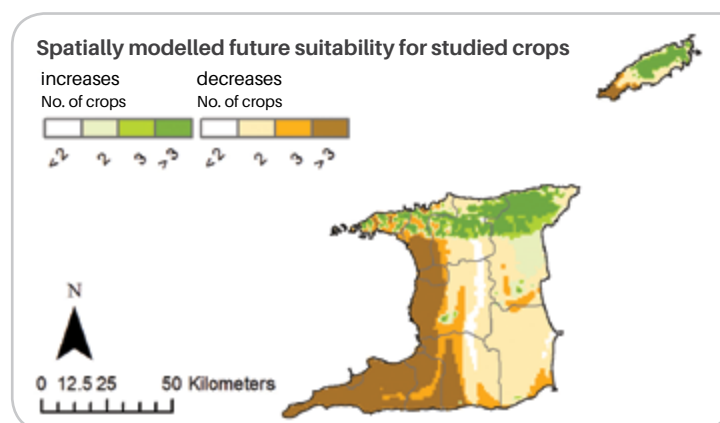 Spatially modelled future suitability for studied crops
increases decreases
No. of crops No. of crops
<2 2 3 >3 <2 2 3 >3
N
0 12.5 25 50 Kilometers